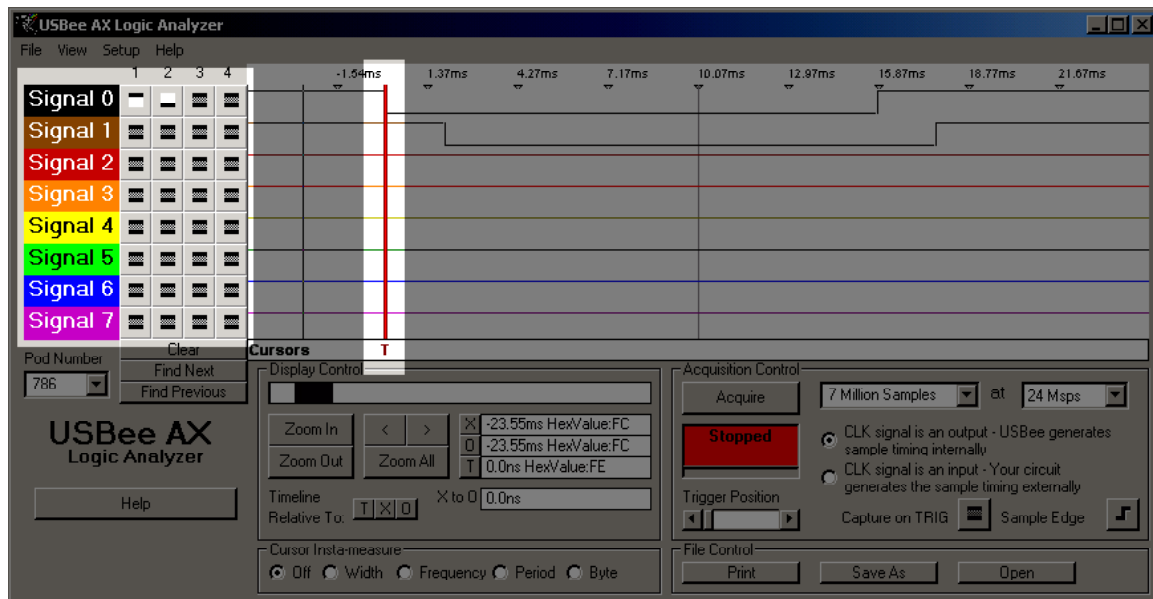 USBee AX Logic Analyzer
File View Setup Help
1 2 3 4
-1.54ms 1.37ms 4.27ms 7.17ms 10.07ms 12.97ms 15.87ms 18.77ms 21.67ms
Signal 0
Signal 1
Signal 2
Signal 3
Signal 4
Signal 5
Signal 6
Signal 7
Clear
Cursors T
Pod Number
Find Next
786
Find Previous
USBee AX
Logic Analyzer
Help
Display Control
Zoom In < > X -23.55ms HexValue:FC
O -23.55ms HexValue:FC
Zoom Out Zoom All T 0.0ns HexValue:FE
Timeline
Relative To: T X O X to O 0.0ns
Cursor Insta-measure
Off Width Frequency Period Byte
Acquisition Control
Acquire 7 Million Samples at 24 Msps
Stopped
CLK signal is an output - USBee generates
sample timing internally
CLK signal is an input - Your circuit
generates the sample timing externally
Trigger Position
Capture on TRIG Sample Edge
File Control
Print Save As Open